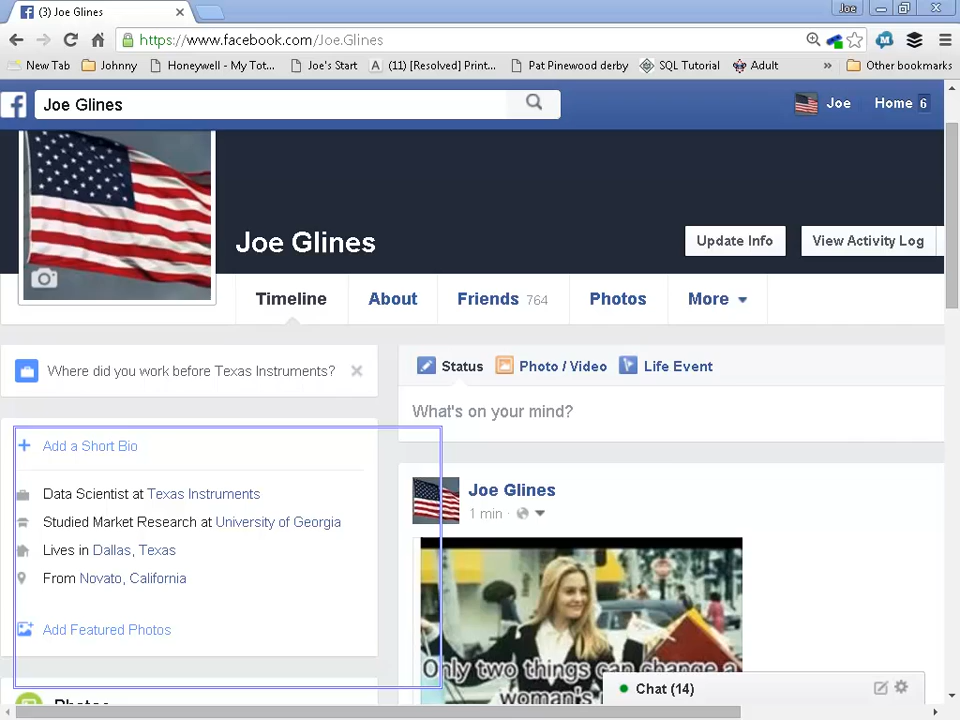 (3) Joe Glines
Joe
https://www.facebook.com/Joe.Glines
New Tab
Johnny
Honeywell - My Tot...
Joe's Start
(11) [Resolved] Print...
Pat Pinewood derby
SQL Tutorial
Adult
»
Other bookmarks
Joe Glines
Joe
Home 6
Joe Glines
Update Info
View Activity Log
Timeline
About
Friends 764
Photos
More
Where did you work before Texas Instruments?
Status
Photo / Video
Life Event
What's on your mind?
Add a Short Bio
Data Scientist at Texas Instruments
Studied Market Research at University of Georgia
Lives in Dallas, Texas
From Novato, California
Add Featured Photos
Photos
Joe Glines
1 min ·
Only two things can change a
woman's
Chat (14)